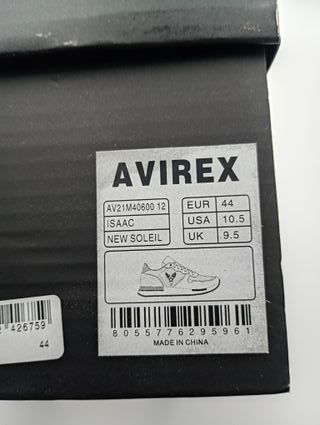 AVIREX
AV21M40600 12
ISAAC
NEW SOLEIL
EUR 44
USA 10.5
UK 9.5
8055776295961
MADE IN CHINA
426759
44